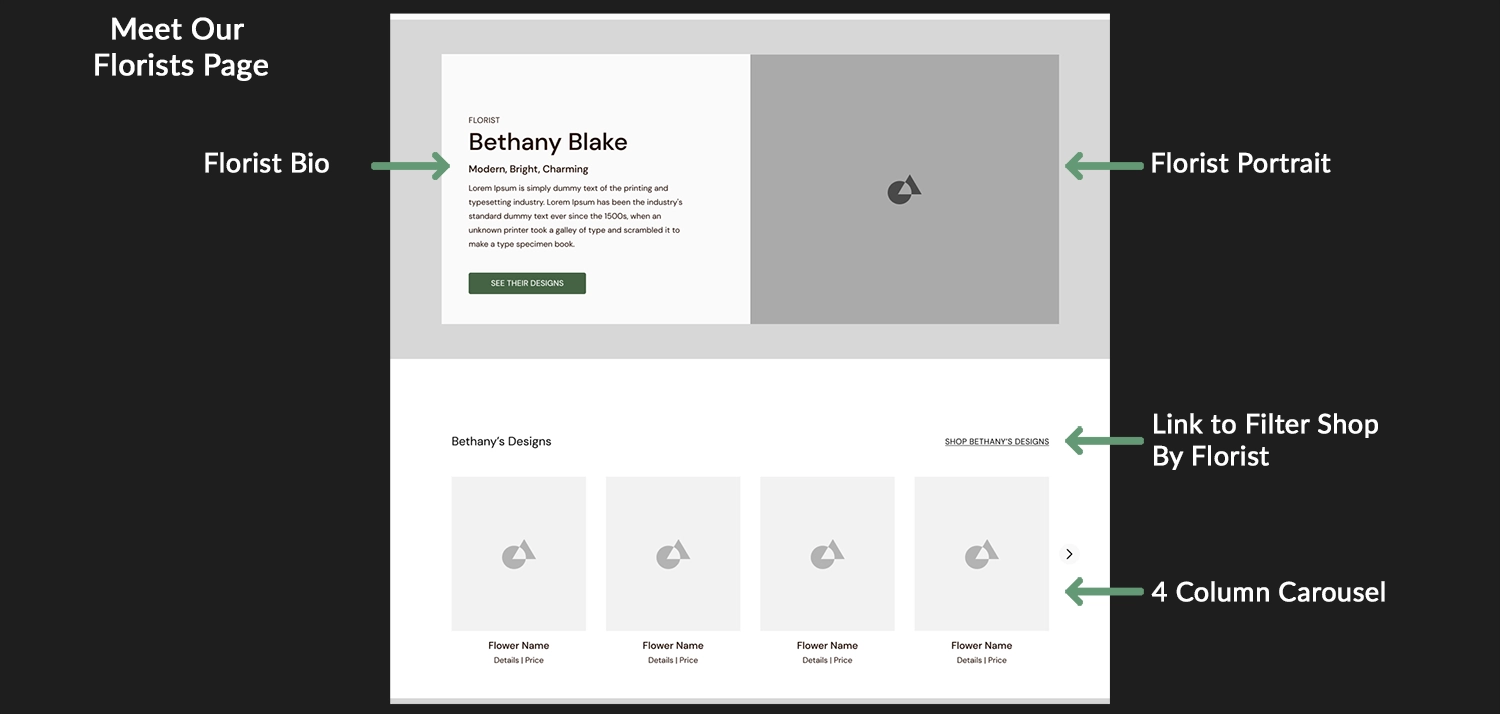 Meet Our
Florists Page
FLORIST
Bethany Blake
Florist Bio
Florist Portrait
Modern, Bright, Charming
Lorem Ipsum is simply dummy text of the printing and
typesetting industry. Lorem Ipsum has been the industry's
standard dummy text ever since the 1500s, when an
unknown printer took a galley of type and scrambled it to
make a type specimen book.
SEE THEIR DESIGNS
Bethany's Designs
SHOP BETHANY'S DESIGNS
Link to Filter Shop
By Florist
4 Column Carousel
Flower Name
Details | Price
Flower Name
Details | Price
Flower Name
Details | Price
Flower Name
Details | Price